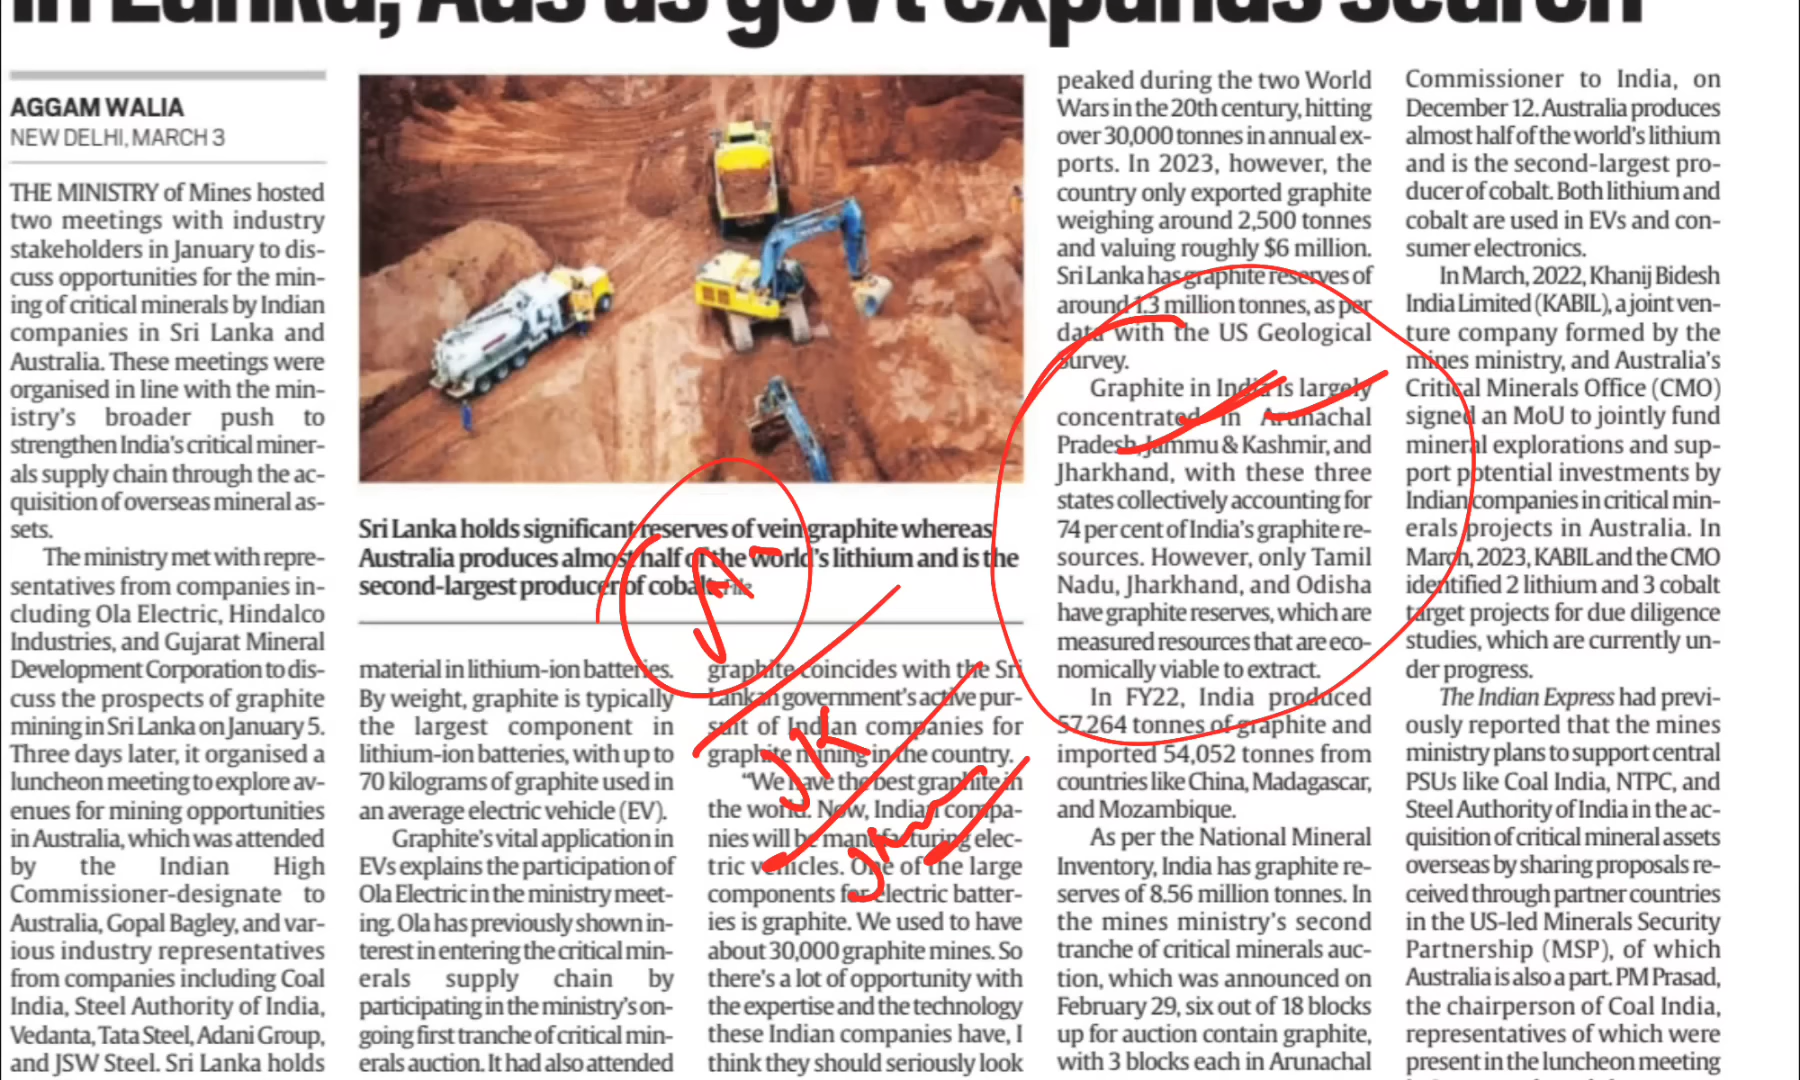 in Lanka, Aus as govt expands search
AGGAM WALIA
NEW DELHI, MARCH 3
THE MINISTRY of Mines hosted
two meetings with industry
stakeholders in January to dis-
cuss opportunities for the min-
ing of critical minerals by Indian
companies in Sri Lanka and
Australia. These meetings were
organised in line with the min-
istry's broader push to
strengthen India's critical miner-
als supply chain through the ac-
quisition of overseas mineral as-
sets.
The ministry met with repre-
sentatives from companies in-
cluding Ola Electric, Hindalco
Industries, and Gujarat Mineral
Development Corporation to dis-
cuss the prospects of graphite
mining in Sri Lanka on January 5.
Three days later, it organised a
luncheon meeting to explore av-
enues for mining opportunities
in Australia, which was attended
by the Indian High
Commissioner-designate to
Australia, Gopal Bagley, and var-
ious industry representatives
from companies including Coal
India, Steel Authority of India,
Vedanta, Tata Steel, Adani Group,
and JSW Steel. Sri Lanka holds
Sri Lanka holds significant reserves of vein graphite whereas
Australia produces almost half of the world's lithium and is the
second-largest producer of cobalt. File
material in lithium-ion batteries.
By weight, graphite is typically
the largest component in
lithium-ion batteries, with up to
70 kilograms of graphite used in
an average electric vehicle (EV).
Graphite's vital application in
EVs explains the participation of
Ola Electric in the ministry meet-
ing. Ola has previously shown in-
terest in entering the critical min-
erals supply chain by
participating in the ministry's on-
going first tranche of critical min-
erals auction. It had also attended
graphite coincides with the Sri
Lankan government's active pur-
suit of Indian companies for
graphite mining in the country.
"We have the best graphite in
the world. Now, Indian compa-
nies will be manufacturing elec-
tric vehicles. One of the large
components for electric batter-
ies is graphite. We used to have
about 30,000 graphite mines. So
there's a lot of opportunity with
the expertise and the technology
these Indian companies have, I
think they should seriously look
JK
peaked during the two World
Wars in the 20th century, hitting
over 30,000 tonnes in annual ex-
ports. In 2023, however, the
country only exported graphite
weighing around 2,500 tonnes
and valuing roughly $6 million.
Sri Lanka has graphite reserves of
around 1.3 million tonnes, as per
data with the US Geological
Survey.
Graphite in India is largely
concentrated in Arunachal
Pradesh, Jammu & Kashmir, and
Jharkhand, with these three
states collectively accounting for
74 per cent of India's graphite re-
sources. However, only Tamil
Nadu, Jharkhand, and Odisha
have graphite reserves, which are
measured resources that are eco-
nomically viable to extract.
In FY22, India produced
57,264 tonnes of graphite and
imported 54,052 tonnes from
countries like China, Madagascar,
and Mozambique.
As per the National Mineral
Inventory, India has graphite re-
serves of 8.56 million tonnes. In
the mines ministry's second
tranche of critical minerals auc-
tion, which was announced on
February 29, six out of 18 blocks
up for auction contain graphite,
with 3 blocks each in Arunachal
Commissioner to India, on
December 12. Australia produces
almost half of the world's lithium
and is the second-largest pro-
ducer of cobalt. Both lithium and
cobalt are used in EVs and con-
sumer electronics.
In March, 2022, Khanij Bidesh
India Limited (KABIL), a joint ven-
ture company formed by the
mines ministry, and Australia's
Critical Minerals Office (CMO)
signed an MoU to jointly fund
mineral explorations and sup-
port potential investments by
Indian companies in critical min-
erals projects in Australia. In
March, 2023, KABIL and the CMO
identified 2 lithium and 3 cobalt
target projects for due diligence
studies, which are currently un-
der progress.
The Indian Express had previ-
ously reported that the mines
ministry plans to support central
PSUs like Coal India, NTPC, and
Steel Authority of India in the ac-
quisition of critical mineral assets
overseas by sharing proposals re-
ceived through partner countries
in the US-led Minerals Security
Partnership (MSP), of which
Australia is also a part. PM Prasad,
the chairperson of Coal India,
representatives of which were
present in the luncheon meeting